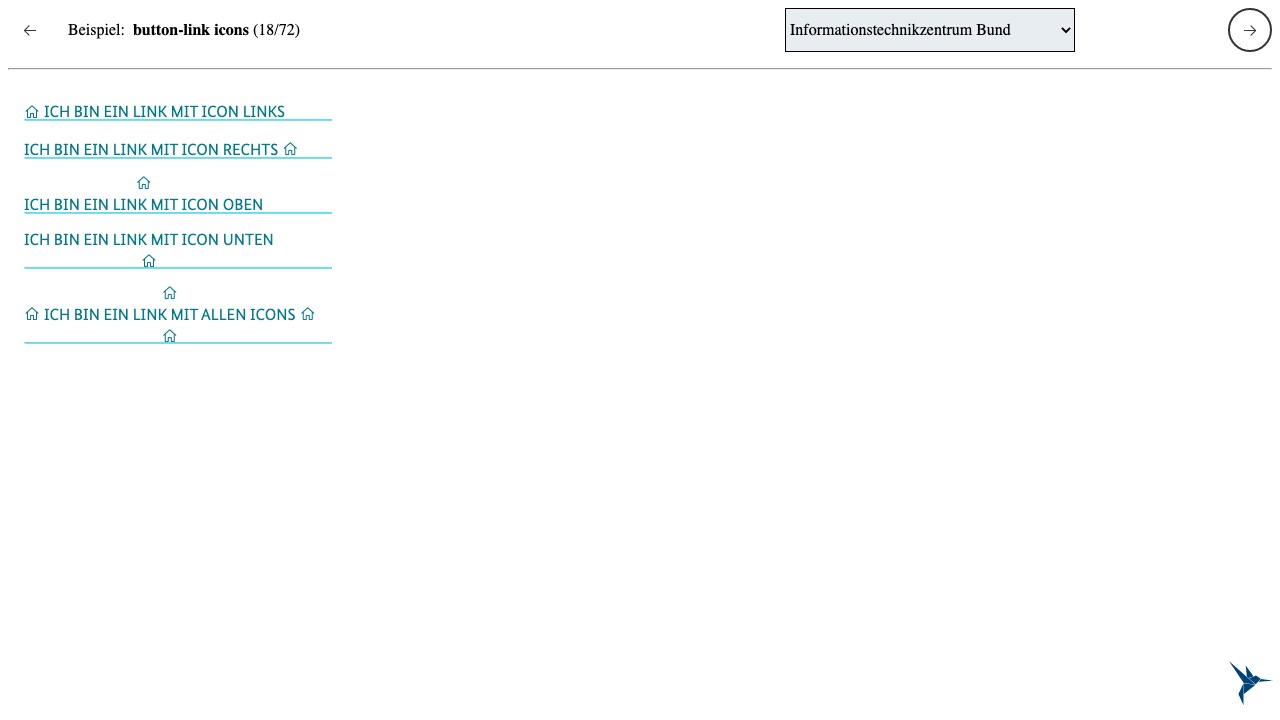 Beispiel: button-link icons (18/72)
Informationstechnikzentrum Bund
ICH BIN EIN LINK MIT ICON LINKS
ICH BIN EIN LINK MIT ICON RECHTS
ICH BIN EIN LINK MIT ICON OBEN
ICH BIN EIN LINK MIT ICON UNTEN
ICH BIN EIN LINK MIT ALLEN ICONS